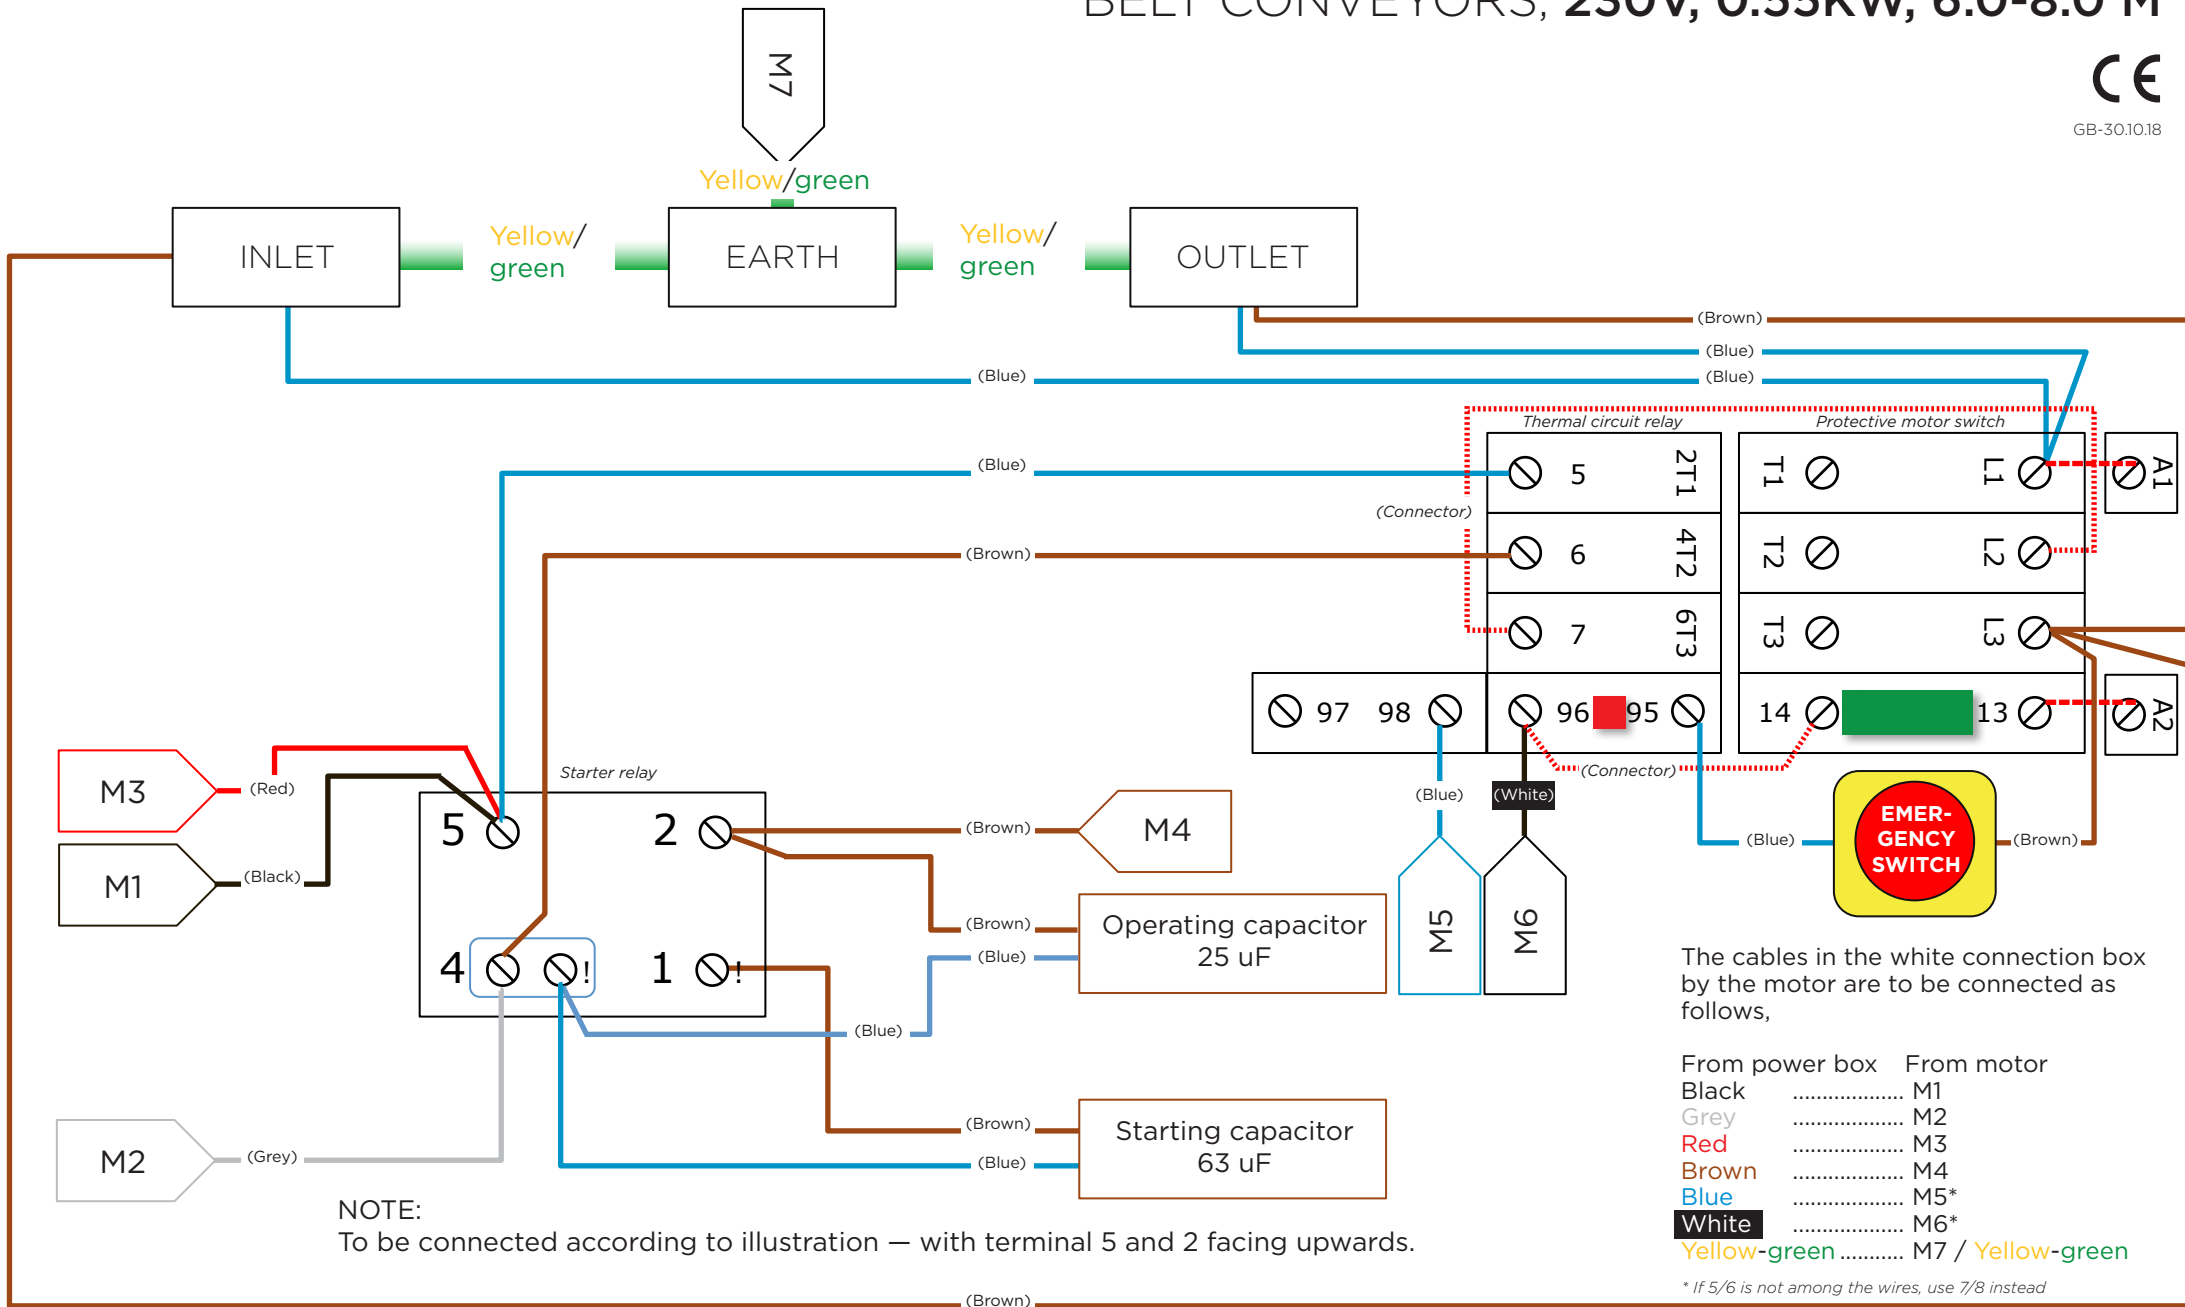 BELT CONVEYORS, 230V, 0.55KW, 6.0-8.0 M
CE
GB-30.10.18
M7
Yellow/green
INLET
Yellow/
green
EARTH
Yellow/
green
OUTLET
(Brown)
(Blue)
(Blue)
(Blue)
Thermal circuit relay
Protective motor switch
(Blue)
5
2T1
T1
L1
A1
(Connector)
(Brown)
6
4T2
T2
L2
7
6T3
T3
L3
97
98
96
95
14
13
A2
(Connector)
M3
(Red)
Starter relay
(Blue)
(White)
M1
(Black)
5
2
(Brown)
M4
(Blue)
EMER-
GENCY
SWITCH
(Brown)
M5
M6
(Brown)
(Blue)
Operating capacitor
25 uF
4
!
1
!
(Blue)
The cables in the white connection box
by the motor are to be connected as
follows,
From power box From motor
Black ................... M1
Grey ................... M2
Red ................... M3
Brown ................... M4
Blue ................... M5*
White ................... M6*
Yellow-green ........... M7 / Yellow-green
* If 5/6 is not among the wires, use 7/8 instead
(Brown)
(Blue)
Starting capacitor
63 uF
M2
(Grey)
NOTE:
To be connected according to illustration — with terminal 5 and 2 facing upwards.
(Brown)